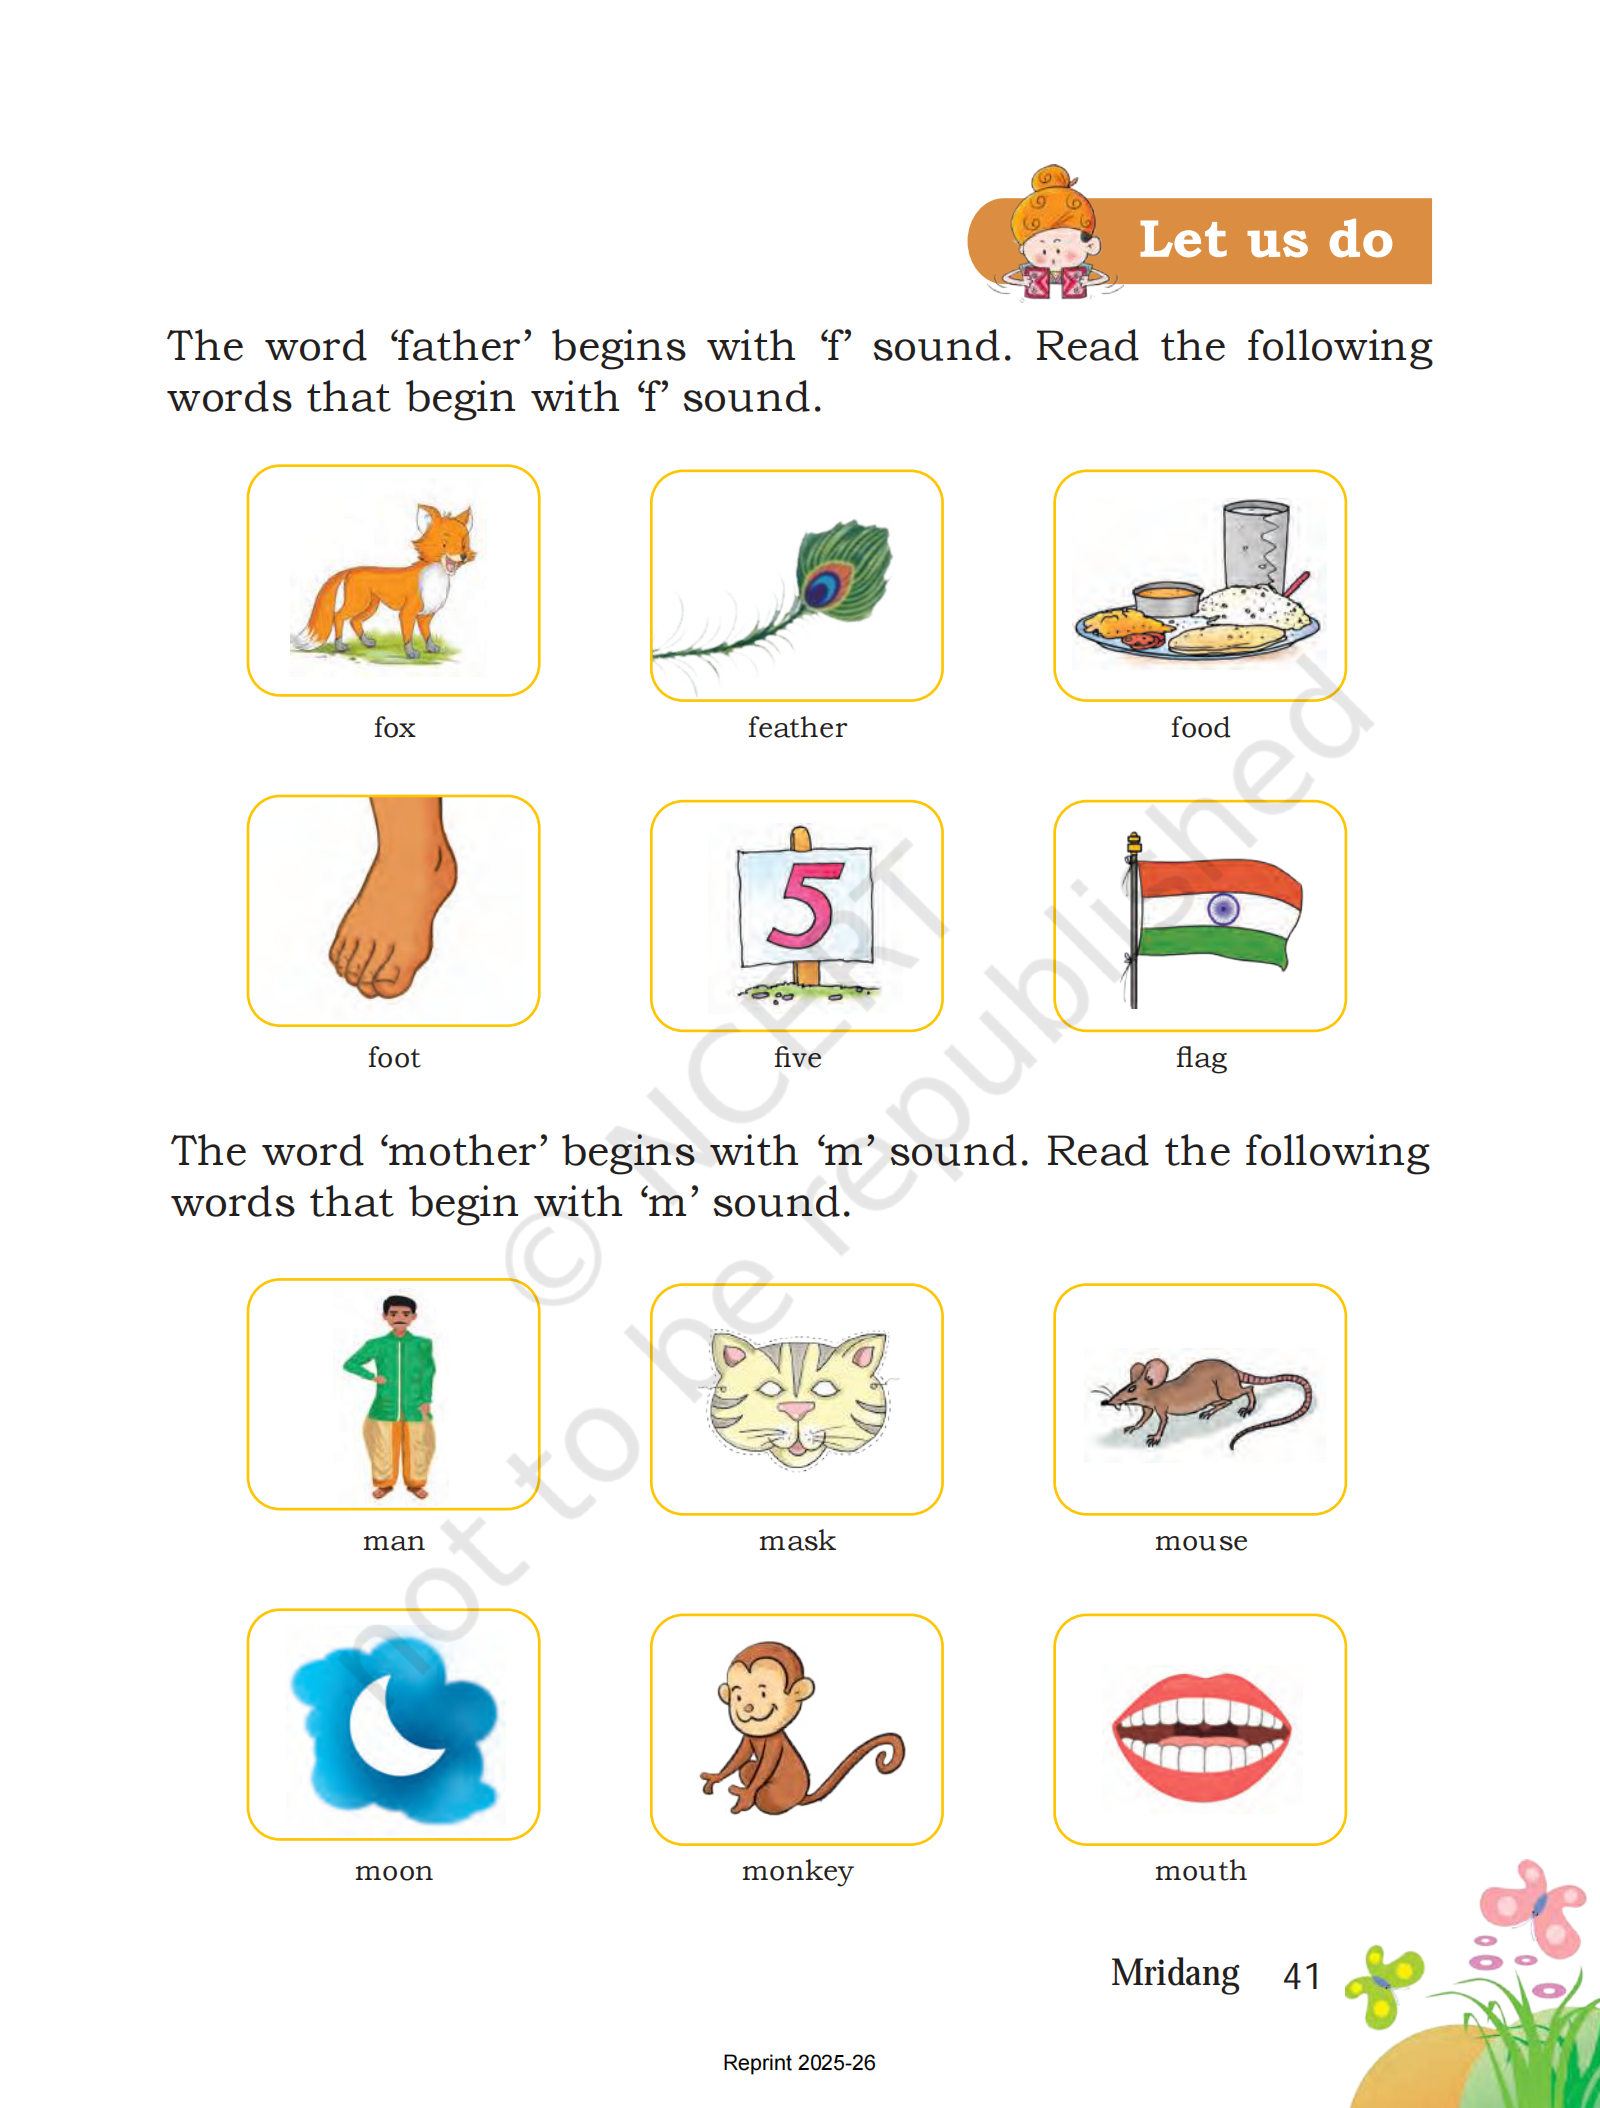 Let us do
The word ‘father’ begins with ‘f’ sound. Read the following
words that begin with ‘f’ sound.
fox
feather
food
5
foot
five
flag
The word ‘mother’ begins with ‘m’ sound. Read the following
words that begin with ‘m’ sound.
man
mask
mouse
moon
monkey
mouth
© NCERT
not to be republished
Mridang 41
Reprint 2025-26